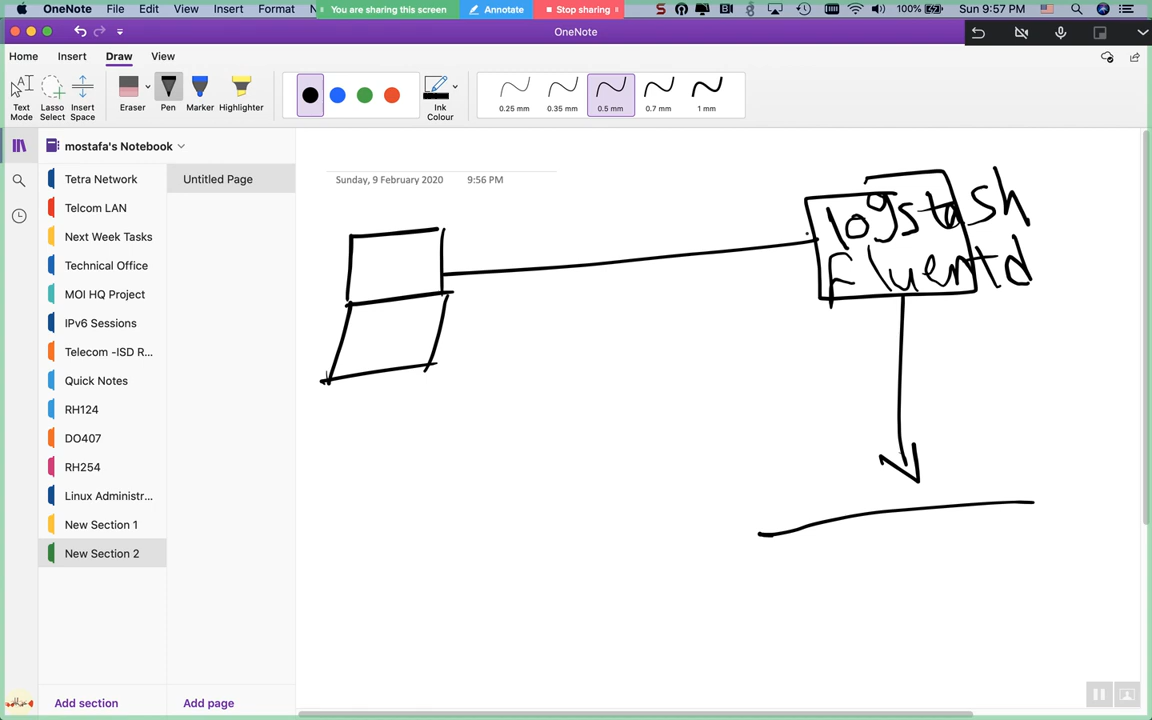 OneNote File Edit View Insert Format N
You are sharing this screen Annotate Stop sharing
100% Sun 9:57 PM
OneNote
Home Insert Draw View
Text Mode
Lasso Select
Insert Space
Eraser
Pen
Marker
Highlighter
Ink Colour
0.25 mm 0.35 mm 0.5 mm 0.7 mm 1 mm
mostafa's Notebook
Tetra Network
Telcom LAN
Next Week Tasks
Technical Office
MOI HQ Project
IPv6 Sessions
Telecom -ISD R...
Quick Notes
RH124
DO407
RH254
Linux Administr...
New Section 1
New Section 2
Add section
Untitled Page
Add page
Sunday, 9 February 2020 9:56 PM
logstash
Fluentd